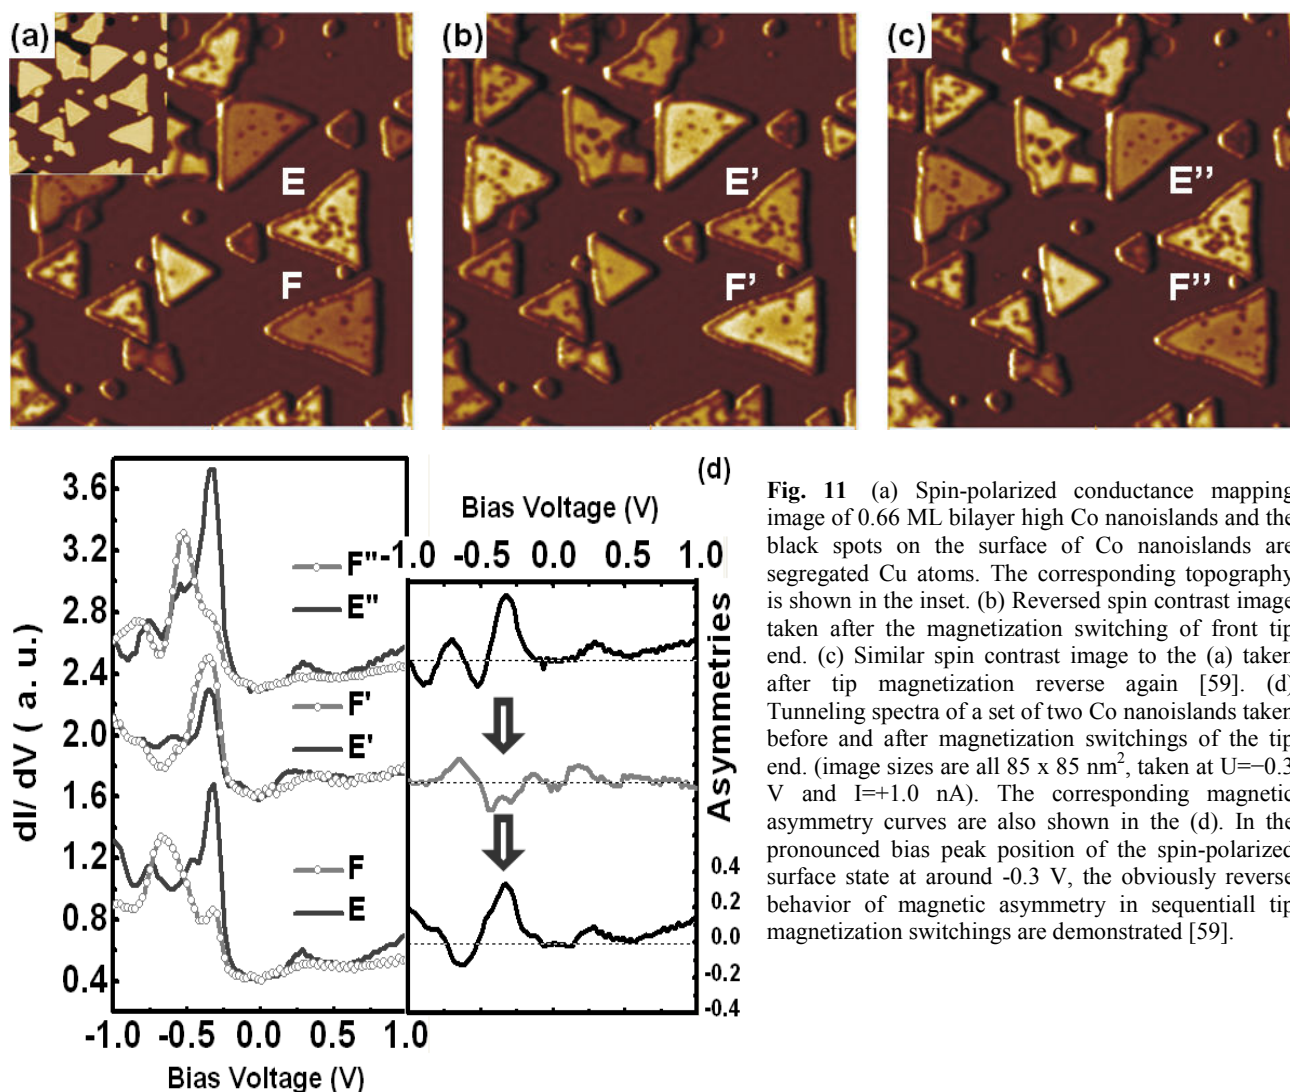 (a)
(b)
(c)
E
F
E’
F’
E’’
F’’
(d)
3.6
3.2
2.8
2.4
2.0
1.6
1.2
0.8
0.4
dI/ dV ( a. u.)
F"
E"
F'
E'
F
E
-1.0 -0.5 0.0 0.5 1.0
Bias Voltage (V)
Bias Voltage (V)
-1.0 -0.5 0.0 0.5 1.0
Asymmetries
0.4
0.2
0.0
-0.2
-0.4
Fig. 11 (a) Spin-polarized conductance mapping
image of 0.66 ML bilayer high Co nanoislands and the
black spots on the surface of Co nanoislands are
segregated Cu atoms. The corresponding topography
is shown in the inset. (b) Reversed spin contrast image
taken after the magnetization switching of front tip
end. (c) Similar spin contrast image to the (a) taken
after tip magnetization reverse again [59]. (d)
Tunneling spectra of a set of two Co nanoislands taken
before and after magnetization switchings of the tip
end. (image sizes are all 85 x 85 nm², taken at U=−0.3
V and I=+1.0 nA). The corresponding magnetic
asymmetry curves are also shown in the (d). In the
pronounced bias peak position of the spin-polarized
surface state at around -0.3 V, the obviously reverse
behavior of magnetic asymmetry in sequentiall tip
magnetization switchings are demonstrated [59].